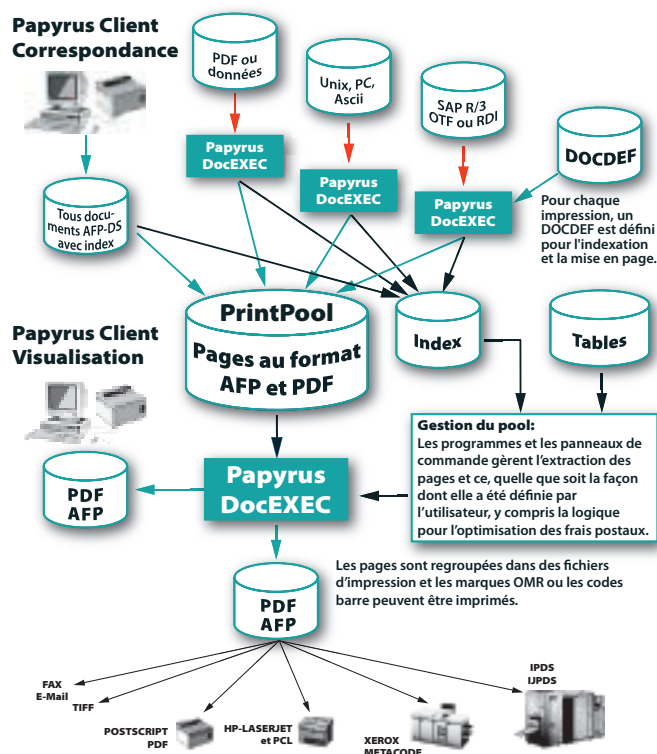 Papyrus Client
Correspondance
PDF ou
données
Unix, PC,
Ascii
SAP R/3
OTF ou RDI
DOCDEF
Papyrus
DocEXEC
Papyrus
DocEXEC
Papyrus
DocEXEC
Tous docu-
ments AFP-DS
avec index
Pour chaque
impression, un
DOCDEF est défini
pour l'indexation
et la mise en page.
PrintPool
Pages au format
AFP et PDF
Index
Tables
Papyrus Client
Visualisation
Gestion du pool:
Les programmes et les panneaux de
commande gèrent l'extraction des
pages et ce, quelle que soit la façon
dont elle a été définie par
l'utilisateur, y compris la logique
pour l'optimisation des frais postaux.
PDF
AFP
Papyrus
DocEXEC
Les pages sont regroupées dans des fichiers
d'impression et les marques OMR ou les codes
barre peuvent être imprimés.
PDF
AFP
FAX
E-Mail
TIFF
POSTSCRIPT
PDF
HP-LASERJET
et PCL
XEROX
METACODE
IPDS
IJPDS